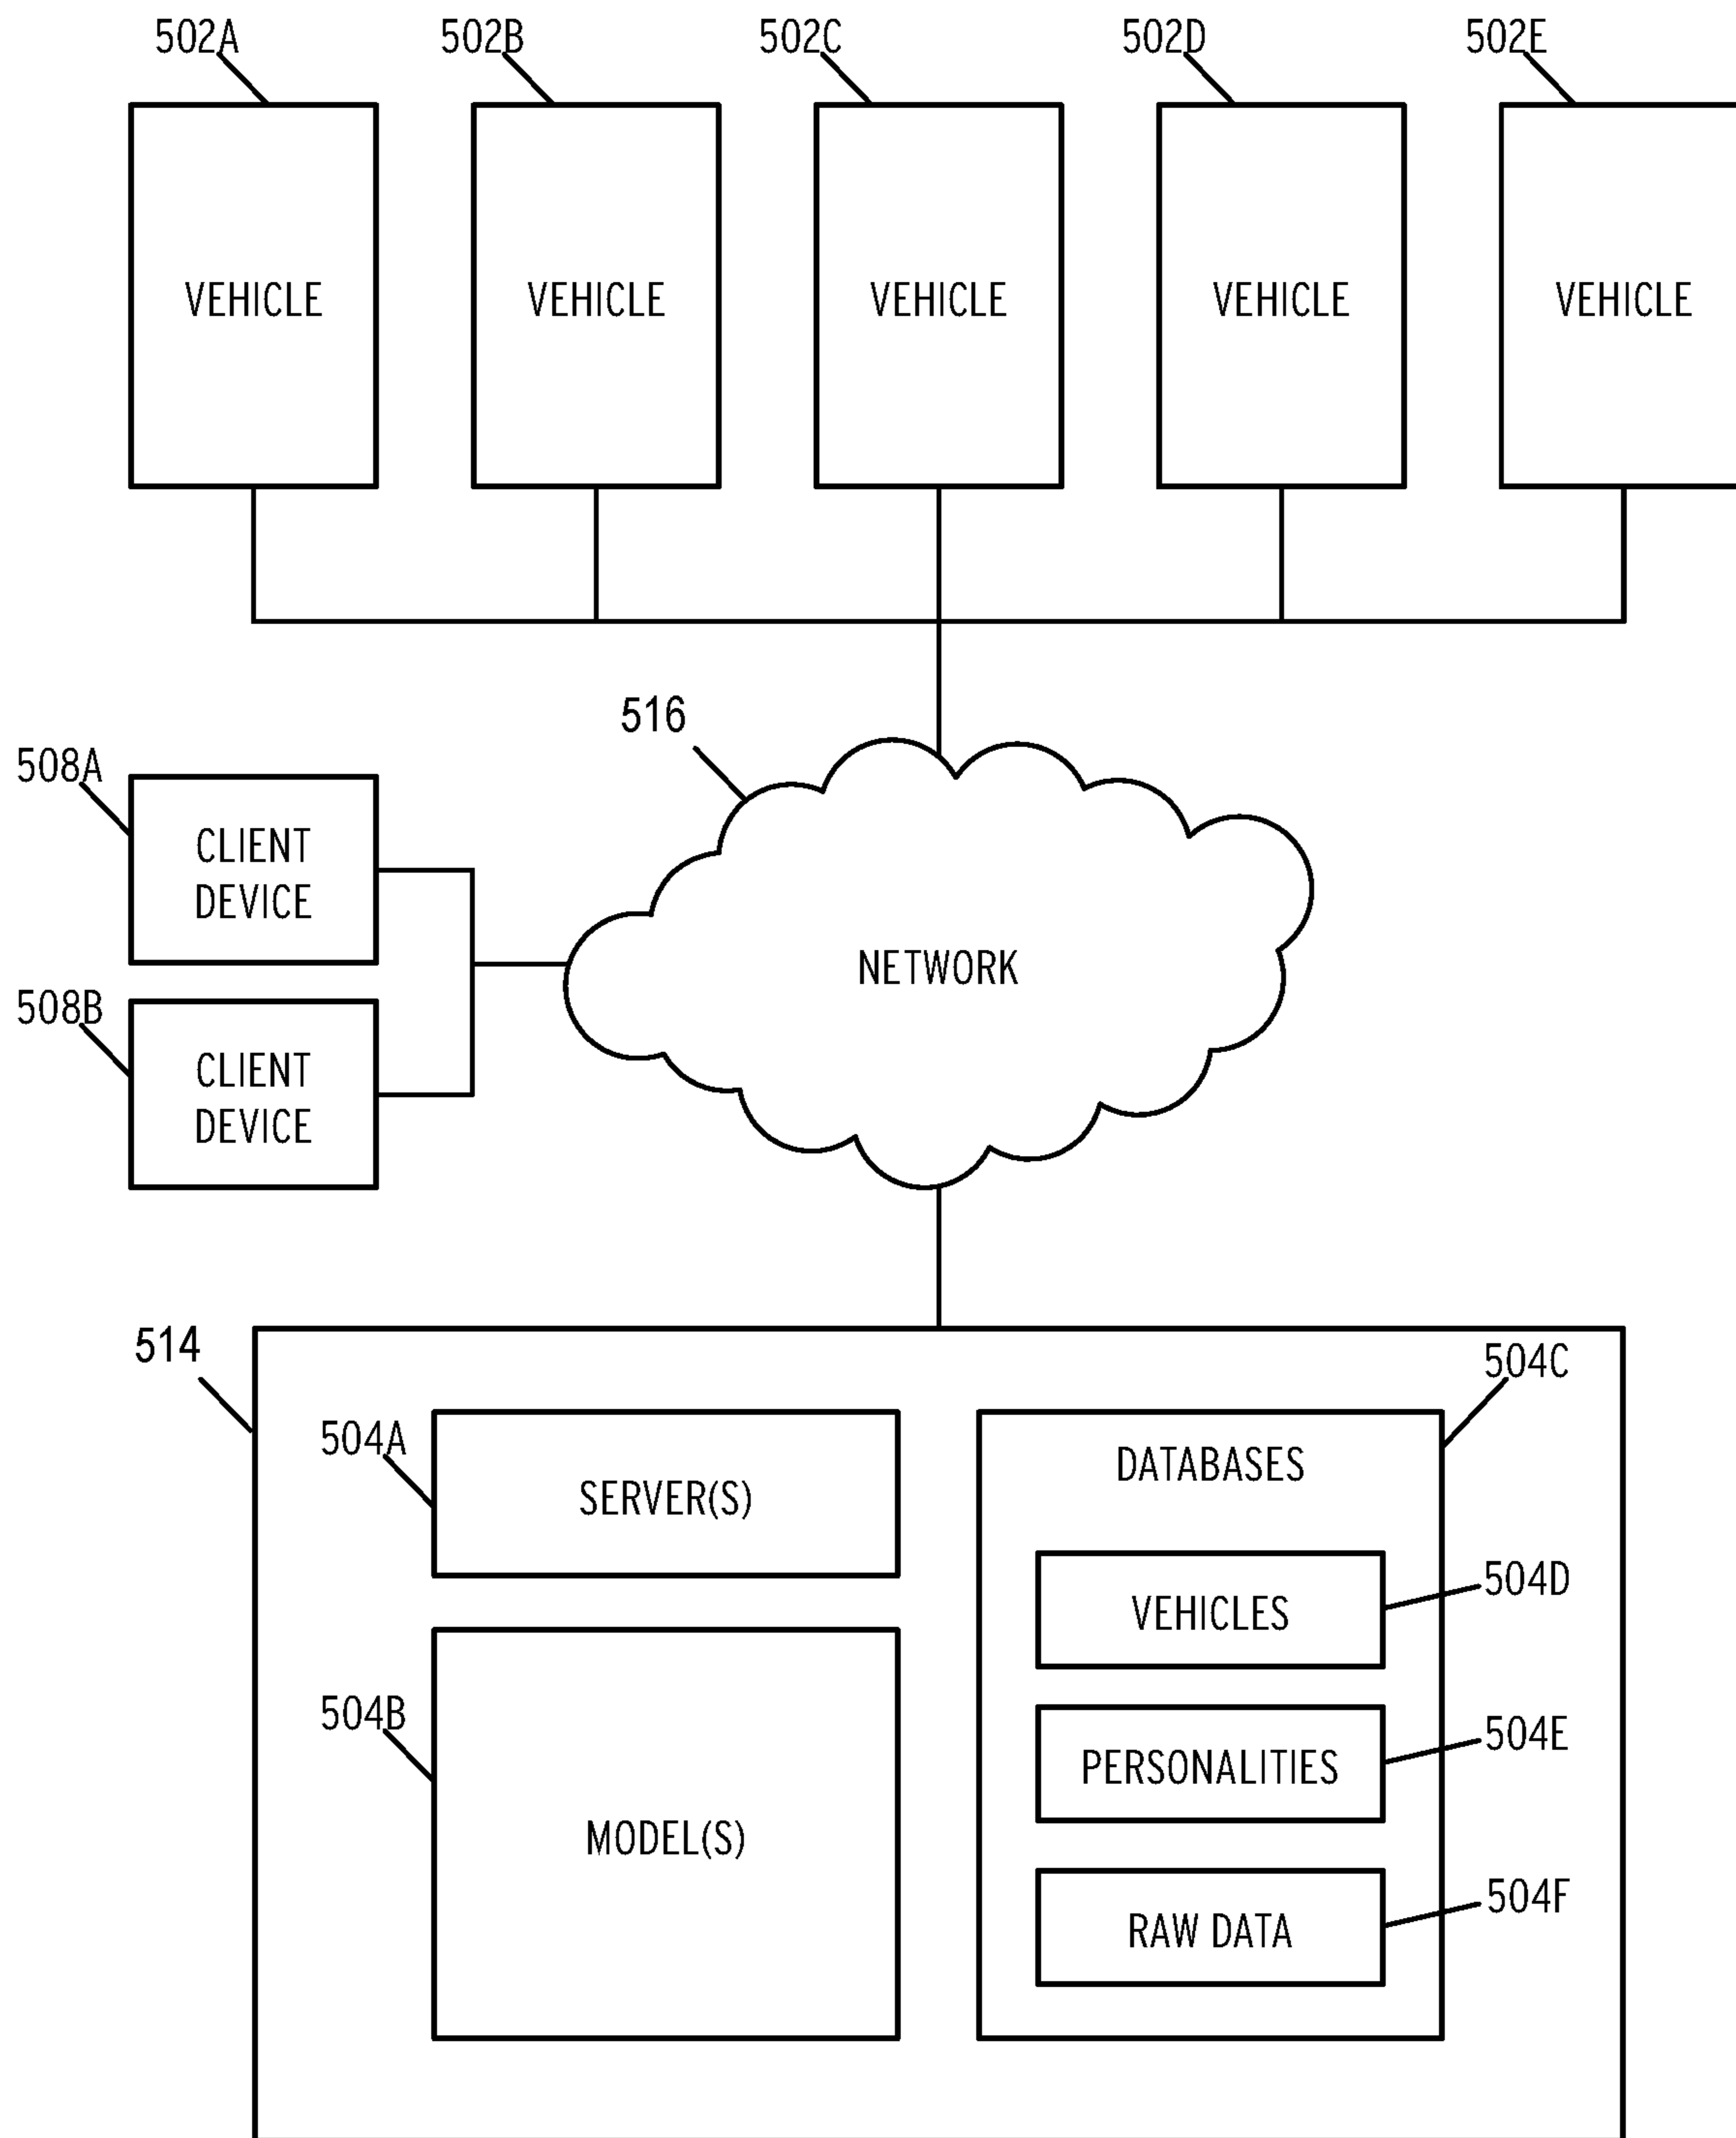 502A
502B
502C
502D
502E
VEHICLE
VEHICLE
VEHICLE
VEHICLE
VEHICLE
516
508A
CLIENT
DEVICE
NETWORK
508B
CLIENT
DEVICE
514
504C
504A
SERVER(S)
DATABASES
504D
VEHICLES
504B
MODEL(S)
504E
PERSONALITIES
504F
RAW DATA